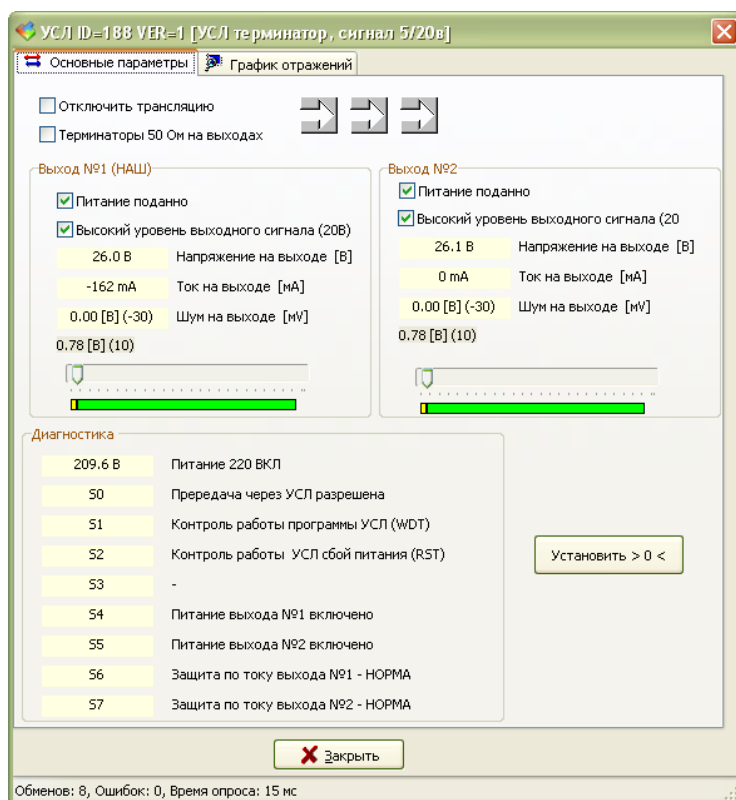 УСЛ ID=188 VER=1 [УСЛ терминатор, сигнал 5/20в]
Основные параметры
График отражений
Отключить трансляцию
Терминаторы 50 Ом на выходах
Выход №1 (НАШ)
Питание поданно
Высокий уровень выходного сигнала (20В)
26.0 В Напряжение на выходе [В]
-162 mA Ток на выходе [мА]
0.00 [В] (-30) Шум на выходе [мV]
0.78 [В] (10)
Выход №2
Питание поданно
Высокий уровень выходного сигнала (20
26.1 В Напряжение на выходе [В]
0 mA Ток на выходе [мА]
0.00 [В] (-30) Шум на выходе [мV]
0.78 [В] (10)
Диагностика
209.6 В Питание 220 ВКЛ
S0 Прередача через УСЛ разрешена
S1 Контроль работы программы УСЛ (WDT)
S2 Контроль работы УСЛ сбой питания (RST)
S3 -
S4 Питание выхода №1 включено
S5 Питание выхода №2 включено
S6 Защита по току выхода №1 - НОРМА
S7 Защита по току выхода №2 - НОРМА
Установить > 0 <
Закрыть
Обменов: 8, Ошибок: 0, Время опроса: 15 мс